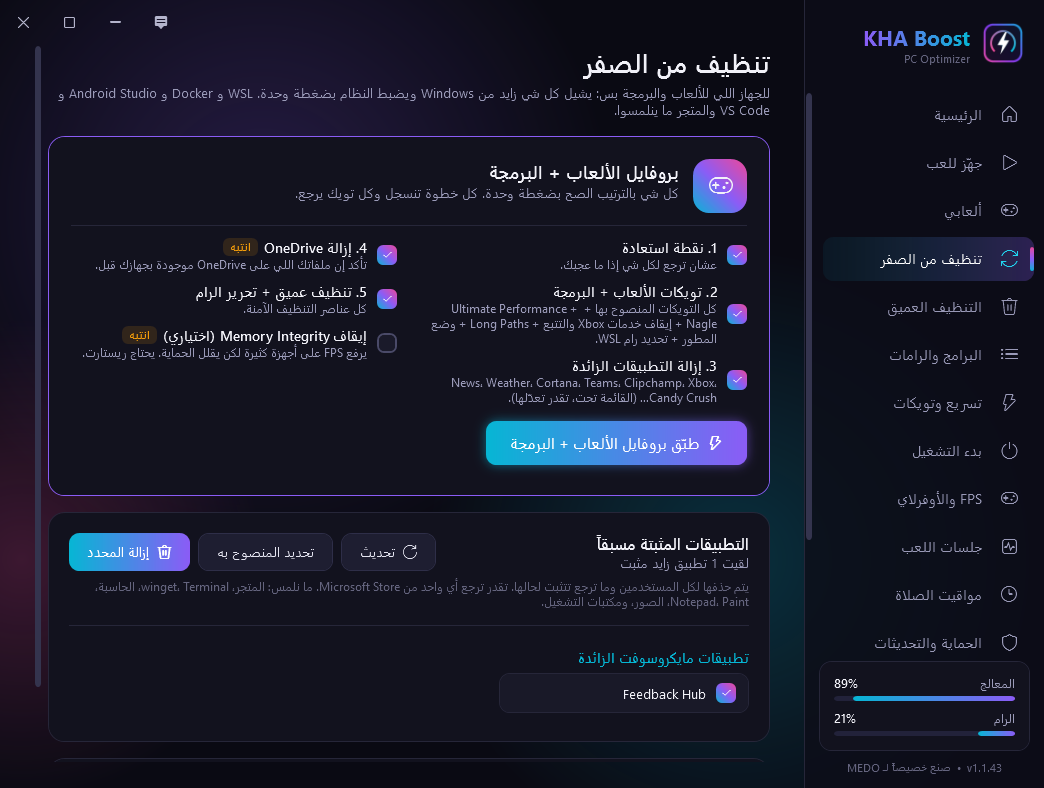 KHA Boost
PC Optimizer
الرئيسية
جهّز للعب
ألعابي
تنظيف من الصفر
التنظيف العميق
البرامج والرامات
تسريع وتويكات
بدء التشغيل
FPS والأوفرلاي
جلسات اللعب
مواقيت الصلاة
الحماية والتحديثات
المعالج 89%
الرام 21%
v1.1.43 • صنع خصيصاً لـ MEDO
تنظيف من الصفر
للجهاز اللي للألعاب والبرمجة بس: يشيل كل شي زايد من Windows ويضبط النظام بضغطة وحدة. WSL و Docker و Android Studio و
VS Code والمتجر ما ينلمسوا.
بروفايل الألعاب + البرمجة
كل شي بالترتيب الصح بضغطة وحدة. كل خطوة تنسجل وكل تويك يرجع.
1. نقطة استعادة
عشان ترجع لكل شي إذا ما عجبك.
2. تويكات الألعاب + البرمجة
كل التويكات المنصوح بها + Ultimate Performance +
Nagle + إيقاف خدمات Xbox والتتبع + Long Paths + وضع
المطور + تحديد رام WSL.
3. إزالة التطبيقات الزائدة
News، Weather، Cortana، Teams، Clipchamp، Xbox،
Candy Crush... (القائمة تحت، تقدر تعدّلها).
4. إزالة OneDrive انتبه
تأكد إن ملفاتك اللي على OneDrive موجودة بجهازك قبل.
5. تنظيف عميق + تحرير الرام
كل عناصر التنظيف الآمنة.
إيقاف Memory Integrity (اختياري) انتبه
يرفع FPS على أجهزة كثيرة لكن يقلل الحماية. يحتاج ريستارت.
طبّق بروفايل الألعاب + البرمجة
التطبيقات المثبتة مسبقاً
لقيت 1 تطبيق زايد مثبت
تحديث
تحديد المنصوح به
إزالة المحدد
يتم حذفها لكل المستخدمين وما ترجع تتثبت لحالها. تقدر ترجع أي واحد من Microsoft Store. ما نلمس: المتجر، winget، Terminal، الحاسبة،
Notepad، Paint، الصور، ومكتبات التشغيل.
تطبيقات مايكروسوفت الزائدة
Feedback Hub